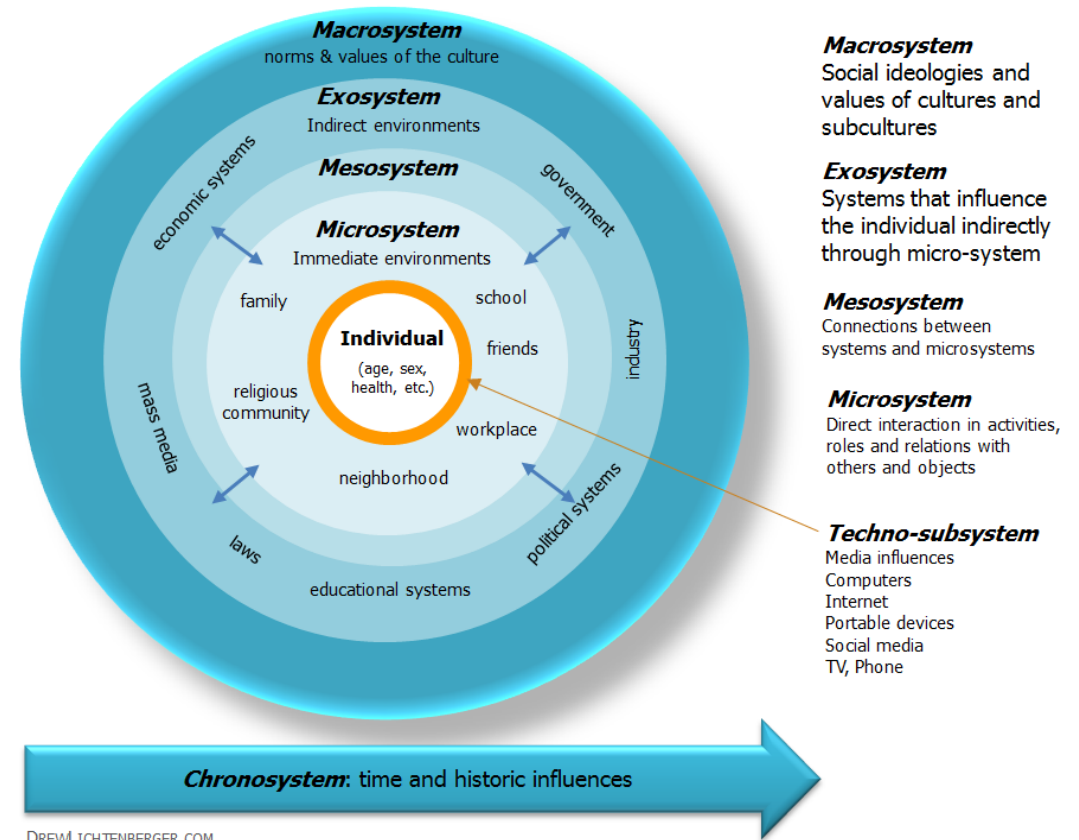 Macrosystem
norms & values of the culture
Exosystem
Indirect environments
Mesosystem
economic systems
government
Microsystem
Immediate environments
family
school
Individual
(age, sex,
health, etc.)
friends
industry
religious
community
mass media
workplace
neighborhood
political systems
laws
educational systems
Macrosystem
Social ideologies and
values of cultures and
subcultures
Exosystem
Systems that influence
the individual indirectly
through micro-system
Mesosystem
Connections between
systems and microsystems
Microsystem
Direct interaction in activities,
roles and relations with
others and objects
Techno-subsystem
Media influences
Computers
Internet
Portable devices
Social media
TV, Phone
Chronosystem: time and historic influences
DREWLICHTENBERGER.COM